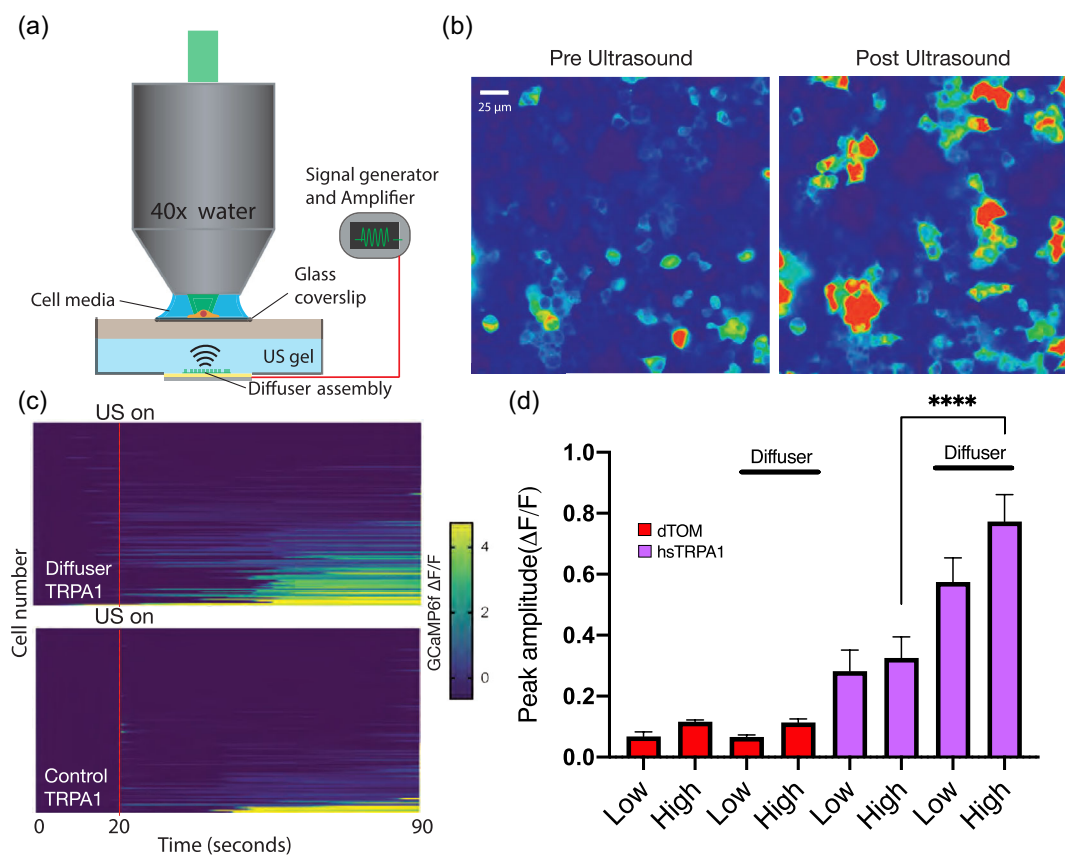 (a)
40x water
Signal generator
and Amplifier
Glass
coverslip
Cell media
US gel
Diffuser assembly
(b)
Pre Ultrasound
Post Ultrasound
25 μm
(c)
US on
Diffuser
TRPA1
US on
Control
TRPA1
Cell number
0
20
90
Time (seconds)
GCaMP6f ΔF/F
4
2
0
(d)
****
Diffuser
Diffuser
dTOM
hsTRPA1
Peak amplitude(ΔF/F)
1.0
0.8
0.6
0.4
0.2
0.0
Low
High
Low
High
Low
High
Low
High